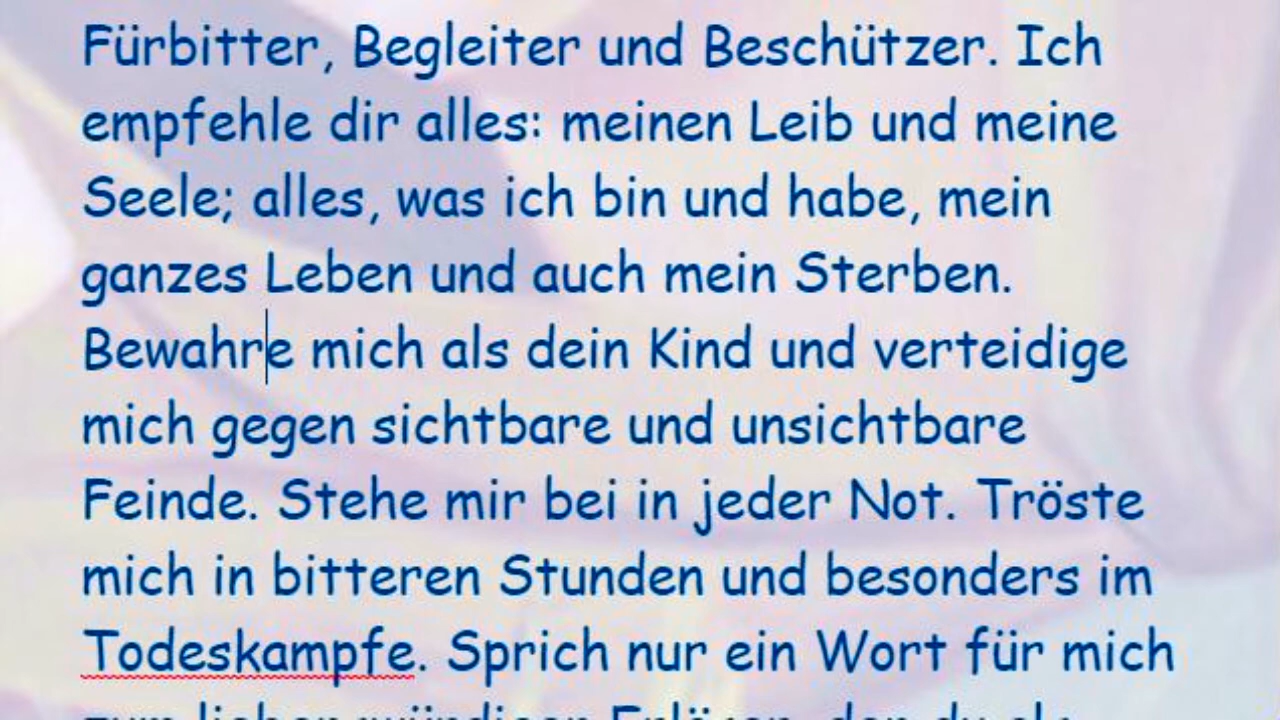 Fürbitter, Begleiter und Beschützer. Ich
empfehle dir alles: meinen Leib und meine
Seele; alles, was ich bin und habe, mein
ganzes Leben und auch mein Sterben.
Bewahre mich als dein Kind und verteidige
mich gegen sichtbare und unsichtbare
Feinde. Stehe mir bei in jeder Not. Tröste
mich in bitteren Stunden und besonders im
Todeskampfe. Sprich nur ein Wort für mich